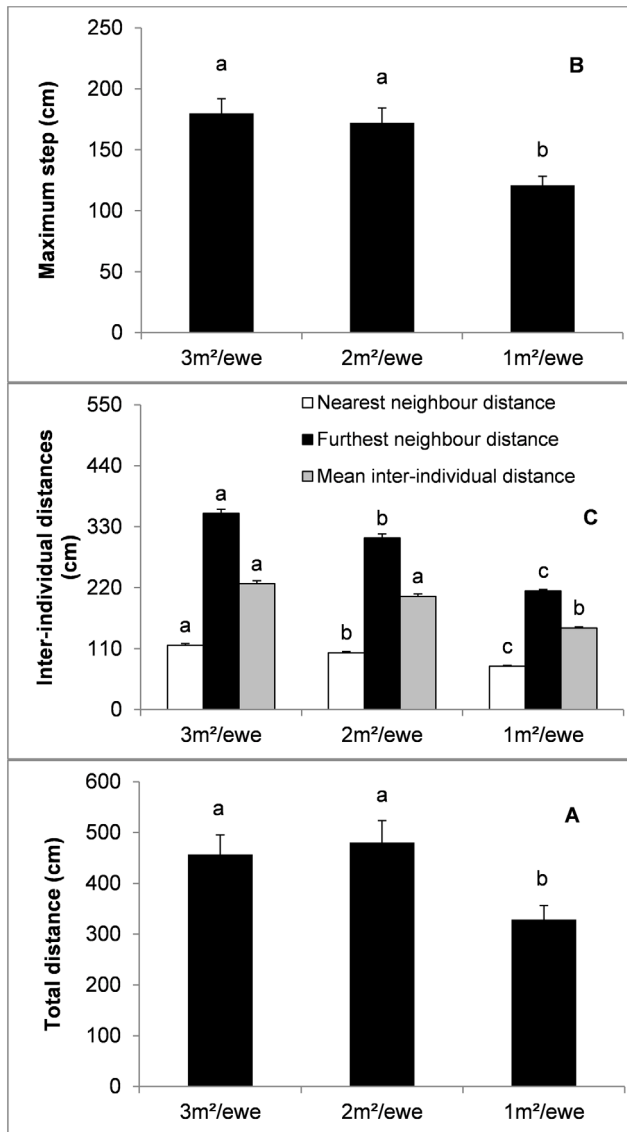 250
200
150
100
50
0
Maximum step (cm)
a
a
b
B
3m²/ewe 2m²/ewe 1m²/ewe
550
440
330
220
110
0
Inter-individual distances
(cm)
Nearest neighbour distance
Furthest neighbour distance
Mean inter-individual distance
C
a
a
a
b
b
a
c
c
b
3m²/ewe 2m²/ewe 1m²/ewe
600
500
400
300
200
100
0
Total distance (cm)
a
a
b
A
3m²/ewe 2m²/ewe 1m²/ewe